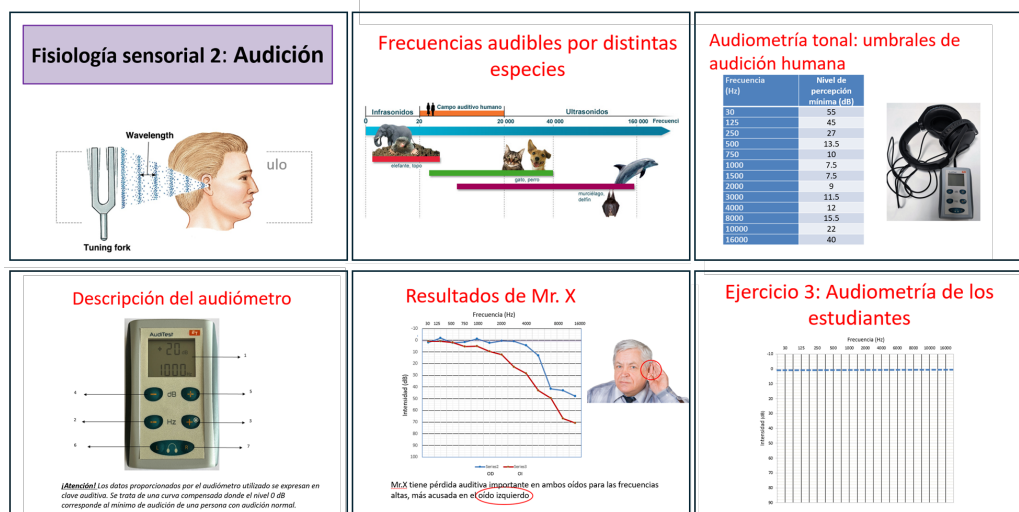 Fisiología sensorial 2: Audición
Wavelength
ulo
Tuning fork
Frecuencias audibles por distintas
especies
Infrasonidos
Campo auditivo humano
Ultrasonidos
0 20 20 000 40 000 160 000 Frecuenci
elefante, topo
gato, perro
murciélago,
delfín
Audiometría tonal: umbrales de
audición humana
Frecuencia
(Hz)
Nivel de
percepción
mínima (dB)
30 55
125 45
250 27
500 13.5
750 10
1000 7.5
1500 7.5
2000 9
3000 11.5
4000 12
8000 15.5
10000 22
16000 40
Descripción del audiómetro
AudiTest
20 dB
1000 Hz
1
4 dB 5
2 Hz 3
6 7
¡Atención! Los datos proporcionados por el audiómetro utilizado se expresan en
clave auditiva. Se trata de una curva compensada donde el nivel 0 dB
corresponde al mínimo de audición de una persona con audición normal.
Resultados de Mr. X
Frecuencia (Hz)
30 125 250 500 750 1000 2000 4000 8000 16000
Intensidad (dB)
-10
0
10
20
30
40
50
60
70
80
90
100
OD OI
Mr.X tiene pérdida auditiva importante en ambos oídos para las frecuencias
altas, más acusada en el oído izquierdo
Ejercicio 3: Audiometría de los
estudiantes
Frecuencia (Hz)
30 125 250 500 750 1000 1500 2000 3000 4000 8000 10000 16000
Intensidad (dB)
-10
0
10
20
30
40
50
60
70
80
90